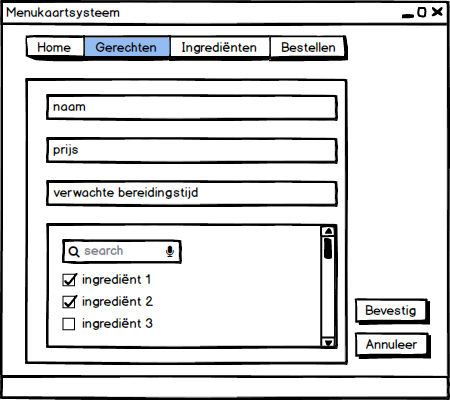 Menukaartsysteem
Home Gerechten Ingrediënten Bestellen
naam
prijs
verwachte bereidingstijd
search
ingrediënt 1
ingrediënt 2
ingrediënt 3
Bevestig
Annuleer